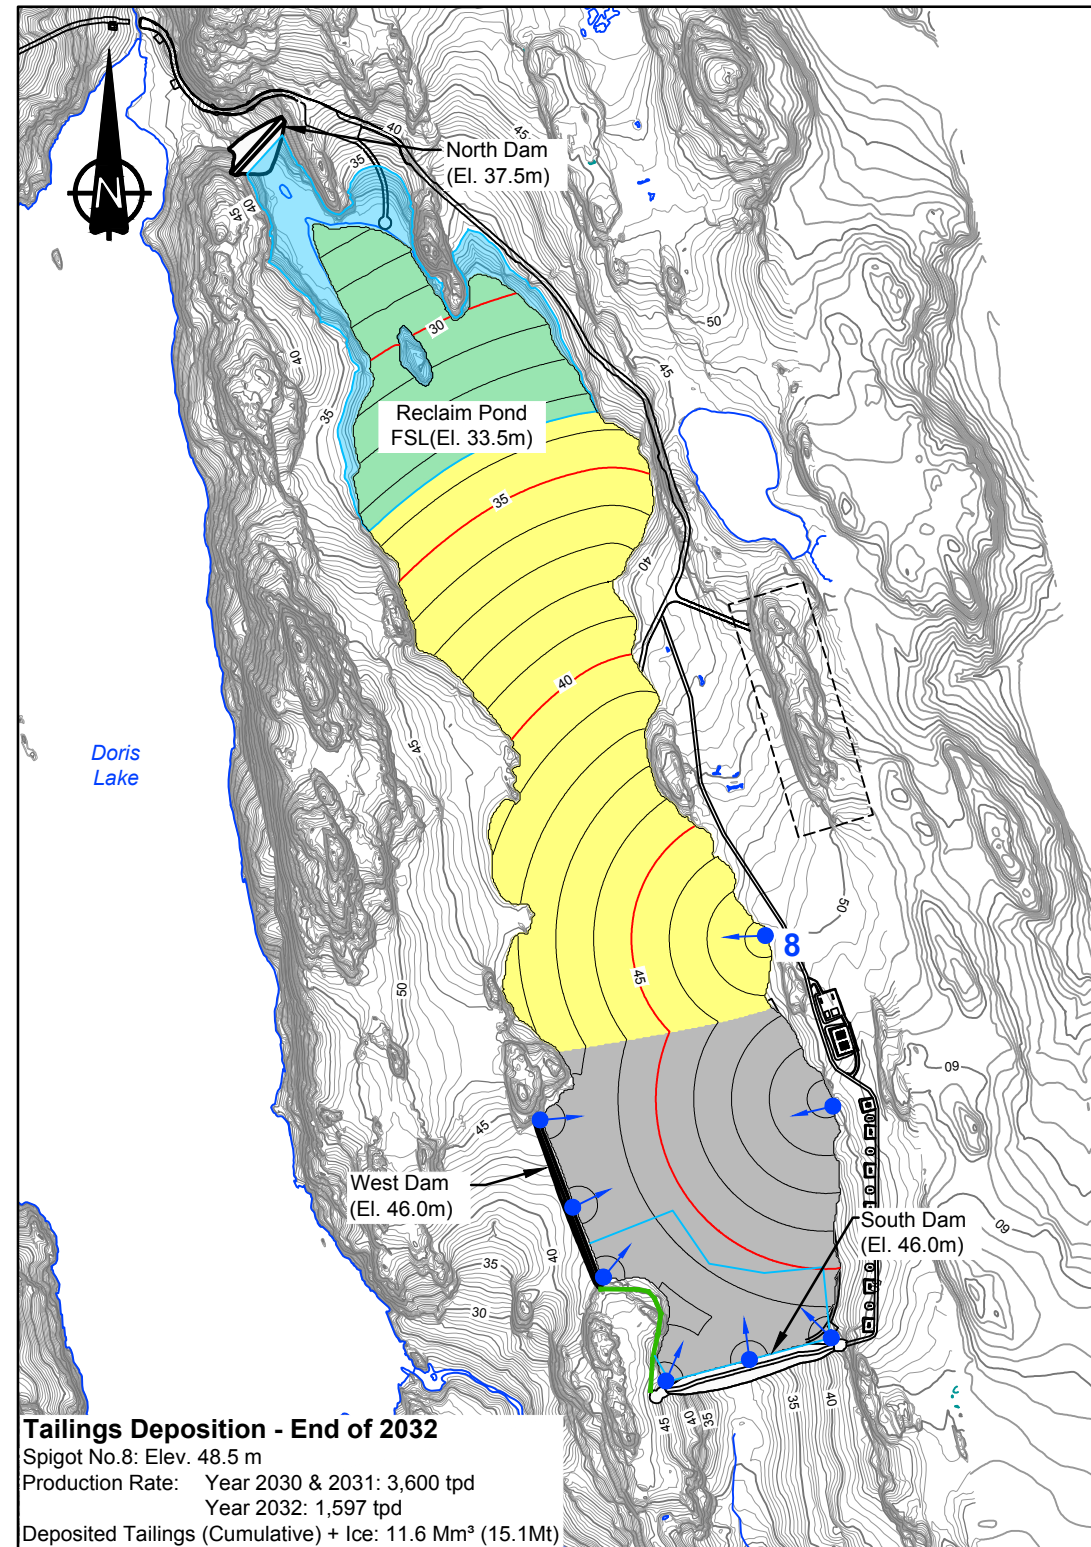 40
45
35
North Dam
(El. 37.5m)
N
45
40
50
30
40
45
35
Reclaim Pond
FSL(El. 33.5m)
35
40
40
45
Doris
Lake
50
8
45
50
60
45
West Dam
(El. 46.0m)
South Dam
(El. 46.0m)
60
40
35
30
45
40
35
35
40
Tailings Deposition - End of 2032
Spigot No.8: Elev. 48.5 m
Production Rate: Year 2030 & 2031: 3,600 tpd
Year 2032: 1,597 tpd
Deposited Tailings (Cumulative) + Ice: 11.6 Mm³ (15.1Mt)